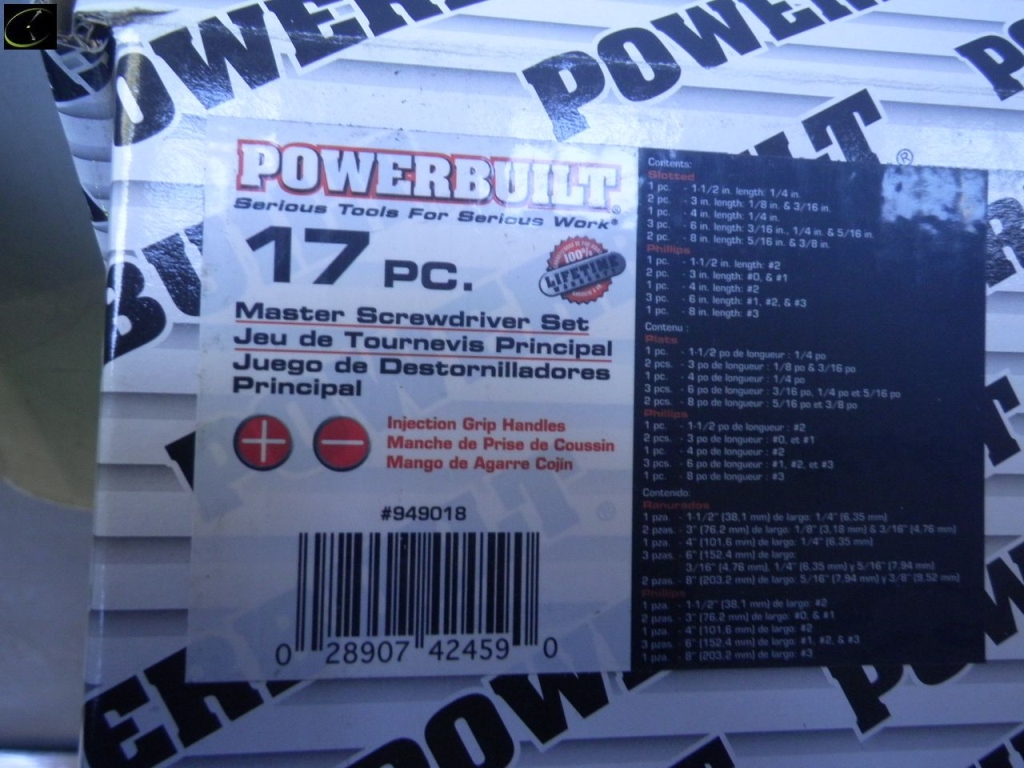 POWERBUILT
POWERBUILT®
Serious Tools For Serious Work®
17 PC.
100%
LIFETIME
Master Screwdriver Set
Jeu de Tournevis Principal
Juego de Destornilladores
Principal
Injection Grip Handles
Manche de Prise de Coussin
Mango de Agarre Cojin
#949018
0 28907 42459 0
Contents:
Slotted
1 pc. - 1-1/2 in. length: 1/4 in.
2 pc. - 3 in. length: 1/8 in. & 3/16 in.
1 pc. - 4 in. length: 1/4 in.
3 pc. - 6 in. length: 3/16 in., 1/4 in. & 5/16 in.
2 pc. - 8 in. length: 5/16 in. & 3/8 in.
Phillips
1 pc. - 1-1/2 in. length: #2
2 pc. - 3 in. length: #0, & #1
1 pc. - 4 in. length: #2
3 pc. - 6 in. length: #1, #2, & #3
1 pc. - 8 in. length: #3
Contenu :
Plats
1 pc. - 1-1/2 po de longueur : 1/4 po
2 pcs. - 3 po de longueur : 1/8 po & 3/16 po
1 pc. - 4 po de longueur : 1/4 po
3 pcs. - 6 po de longueur : 3/16 po, 1/4 po et 5/16 po
2 pcs. - 8 po de longueur : 5/16 po et 3/8 po
Phillips
1 pc. - 1-1/2 po de longueur : #2
2 pcs. - 3 po de longueur : #0, et #1
1 pc. - 4 po de longueur : #2
3 pcs. - 6 po de longueur : #1, #2, et #3
1 pc. - 8 po de longueur : #3
Contenido:
Ranurados
1 pza. - 1-1/2" (38,1 mm) de largo: 1/4" (6,35 mm)
2 pzas. - 3" (76,2 mm) de largo: 1/8" (3,18 mm) & 3/16" (4,76 mm)
1 pza. - 4" (101,6 mm) de largo: 1/4" (6,35 mm)
3 pzas. - 6" (152,4 mm) de largo:
3/16" (4,76 mm), 1/4" (6,35 mm) y 5/16" (7,94 mm)
2 pzas. - 8" (203,2 mm) de largo: 5/16" (7,94 mm) y 3/8" (9,52 mm)
Phillips
1 pza. - 1-1/2" (38,1 mm) de largo: #2
2 pzas. - 3" (76,2 mm) de largo: #0, & #1
1 pza. - 4" (101,6 mm) de largo: #2
3 pzas. - 6" (152,4 mm) de largo: #1, #2, & #3
1 pza. - 8" (203,2 mm) de largo: #3